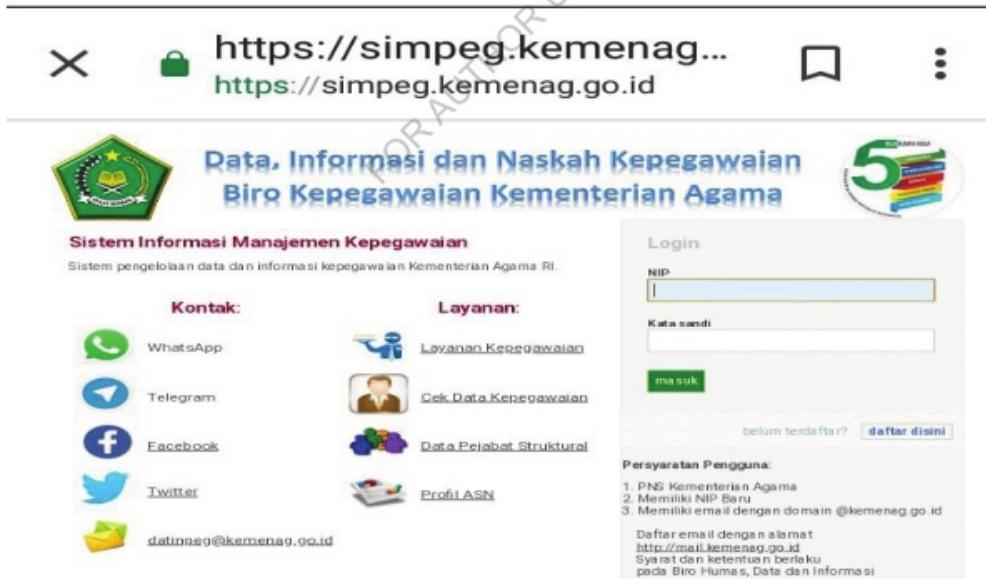 FOR AUTHOR
https://simpeg.kemenag...
https://simpeg.kemenag.go.id
Data, Informasi dan Naskah Kepegawaian
Biro Kepegawaian Kementerian Agama
5
Sistem Informasi Manajemen Kepegawaian
Sistem pengelolaan data dan informasi kepegawaian Kementerian Agama RI.
Kontak:
WhatsApp
Telegram
Facebook
Twitter
datinpeg@kemenag.go.id
Layanan:
Layanan Kepegawaian
Cek Data Kepegawaian
Data Pejabat Struktural
Profil ASN
Login
NIP
Kata sandi
masuk
belum terdaftar? daftar disini
Persyaratan Pengguna:
1. PNS Kementerian Agama
2. Memiliki NIP Baru
3. Memiliki email dengan domain @kemenag.go.id
Daftar email dengan alamat
http://mail.kemenag.go.id
Syarat dan ketentuan berlaku
pada Biro Humas, Data dan Informasi